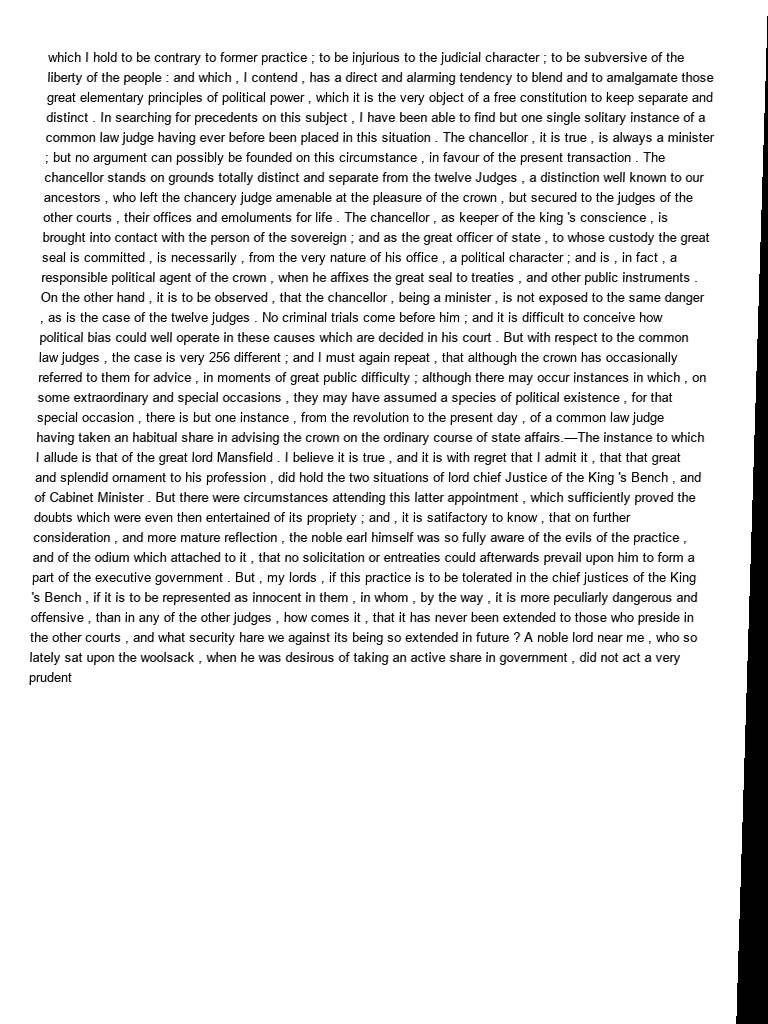 which I hold to be contrary to former practice ; to be injurious to the judicial character ; to be subversive of the
liberty of the people : and which , I contend , has a direct and alarming tendency to blend and to amalgamate those
great elementary principles of political power , which it is the very object of a free constitution to keep separate and
distinct . In searching for precedents on this subject , I have been able to find but one single solitary instance of a
common law judge having ever before been placed in this situation . The chancellor , it is true , is always a minister
; but no argument can possibly be founded on this circumstance , in favour of the present transaction . The
chancellor stands on grounds totally distinct and separate from the twelve Judges , a distinction well known to our
ancestors , who left the chancery judge amenable at the pleasure of the crown , but secured to the judges of the
other courts , their offices and emoluments for life . The chancellor , as keeper of the king 's conscience , is
brought into contact with the person of the sovereign ; and as the great officer of state , to whose custody the great
seal is committed , is necessarily , from the very nature of his office , a political character ; and is , in fact , a
responsible political agent of the crown , when he affixes the great seal to treaties , and other public instruments .
On the other hand , it is to be observed , that the chancellor , being a minister , is not exposed to the same danger
, as is the case of the twelve judges . No criminal trials come before him ; and it is difficult to conceive how
political bias could well operate in these causes which are decided in his court . But with respect to the common
law judges , the case is very 256 different ; and I must again repeat , that although the crown has occasionally
referred to them for advice , in moments of great public difficulty ; although there may occur instances in which , on
some extraordinary and special occasions , they may have assumed a species of political existence , for that
special occasion , there is but one instance , from the revolution to the present day , of a common law judge
having taken an habitual share in advising the crown on the ordinary course of state affairs.—The instance to which
I allude is that of the great lord Mansfield . I believe it is true , and it is with regret that I admit it , that that great
and splendid ornament to his profession , did hold the two situations of lord chief Justice of the King 's Bench , and
of Cabinet Minister . But there were circumstances attending this latter appointment , which sufficiently proved the
doubts which were even then entertained of its propriety ; and , it is satifactory to know , that on further
consideration , and more mature reflection , the noble earl himself was so fully aware of the evils of the practice ,
and of the odium which attached to it , that no solicitation or entreaties could afterwards prevail upon him to form a
part of the executive government . But , my lords , if this practice is to be tolerated in the chief justices of the King
's Bench , if it is to be represented as innocent in them , in whom , by the way , it is more peculiarly dangerous and
offensive , than in any of the other judges , how comes it , that it has never been extended to those who preside in
the other courts , and what security hare we against its being so extended in future ? A noble lord near me , who so
lately sat upon the woolsack , when he was desirous of taking an active share in government , did not act a very
prudent